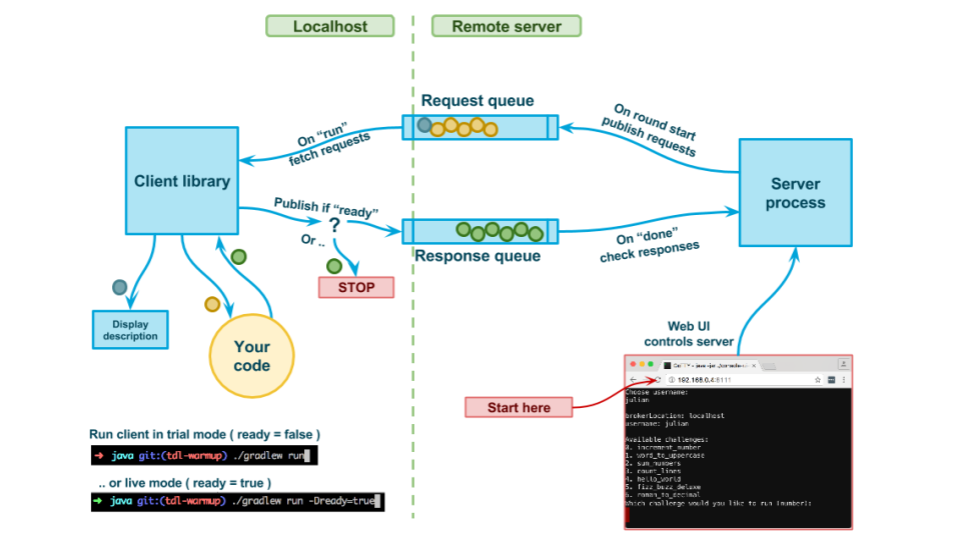 Localhost
Remote server
Request queue
On "run"
fetch requests
On round start
publish requests
Client library
Server
process
Publish if "ready"
?
Or ..
STOP
Response queue
On "done"
check responses
Display
description
Your
code
Web UI
controls server
Start here
192.168.0.4
Choose username:
julian
brokerLocation: localhost
username: julian
Available challenges:
0. increment_number
1. word_to_uppercase
2. sum_numbers
3. count_lines
4. hello_world
5. fizz_buzz_deluxe
6. roman_to_decimal
Which challenge would you like to run (number):
Run client in trial mode ( ready = false )
➜ java git:(tdl-warmup) ./gradlew run
.. or live mode ( ready = true )
➜ java git:(tdl-warmup) ./gradlew run -Dready=true